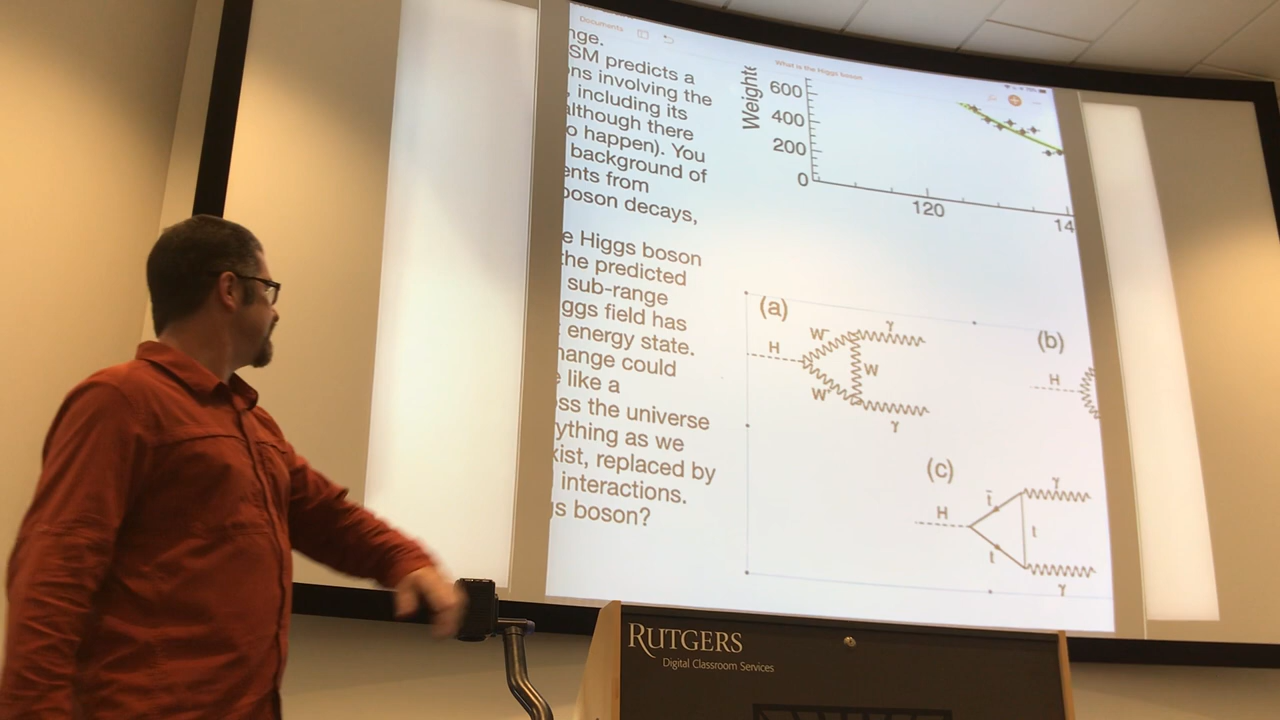 Documents
What is the Higgs boson
nge.
SM predicts a
ns involving the
, including its
although there
o happen). You
background of
ents from
boson decays,
e Higgs boson
the predicted
sub-range
ggs field has
energy state.
hange could
like a
ss the universe
ything as we
xist, replaced by
interactions.
s boson?
Weighte
600
400
200
0
120
14
(a)
H
W-
γ
W
W
γ
(b)
H
(c)
H
t̄
γ
t
t
γ
RUTGERS
Digital Classroom Services